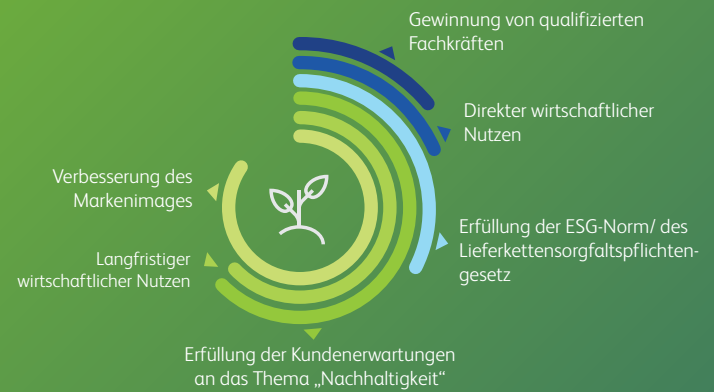 Gewinnung von qualifizierten
Fachkräften
Direkter wirtschaftlicher
Nutzen
Verbesserung des
Markenimages
Erfüllung der ESG-Norm/ des
Lieferkettensorgfaltspflichten-
gesetz
Langfristiger
wirtschaftlicher Nutzen
Erfüllung der Kundenerwartungen
an das Thema „Nachhaltigkeit“